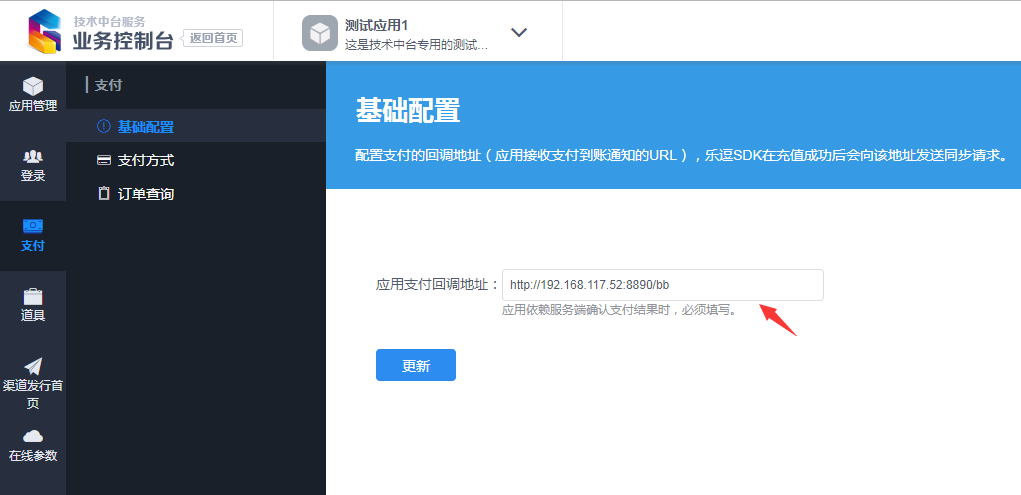 技术中台服务
业务控制台
返回首页
测试应用1
这是技术中台专用的测试...
应用管理
登录
支付
道具
渠道发行首
页
在线参数
支付
基础配置
支付方式
订单查询
基础配置
配置支付的回调地址（应用接收支付到账通知的URL），乐逗SDK在充值成功后会向该地址发送同步请求。
应用支付回调地址：
http://192.168.117.52:8890/bb
应用依赖服务端确认支付结果时，必须填写。
更新